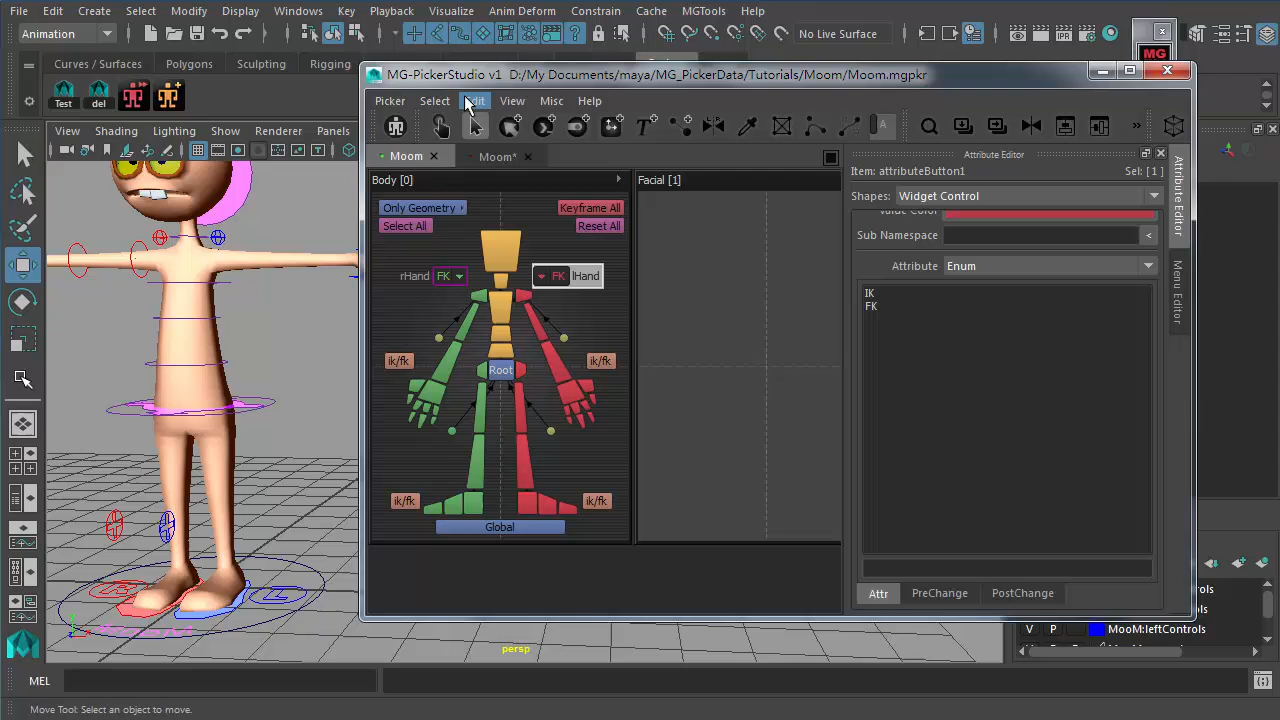 File Edit Create Select Modify Display Windows Key Playback Visualize Anim Deform Constrain Cache MGTools Help
Animation
No Live Surface
MG
Curves / Surfaces Polygons Sculpting Rigging
Test del
MG-PickerStudio v1 D:/My Documents/maya/MG_PickerData/Tutorials/Moom/Moom.mgpkr
Picker Select Edit View Misc Help
T
A
View Shading Lighting Show Renderer Panels
Moom
Moom*
Attribute Editor
Item: attributeButton1 Sel: [ 1 ]
Body [0]
Facial [1]
Shapes: Widget Control
Only Geometry
Keyframe All
Select All
Reset All
Sub Namespace <
Attribute Enum
rHand FK
FK lHand
IK
FK
ik/fk
ik/fk
Root
ik/fk
ik/fk
Global
Attr PreChange PostChange
Attribute Editor
Menu Editor
V P MooM:leftControls
persp
MEL
Move Tool: Select an object to move.